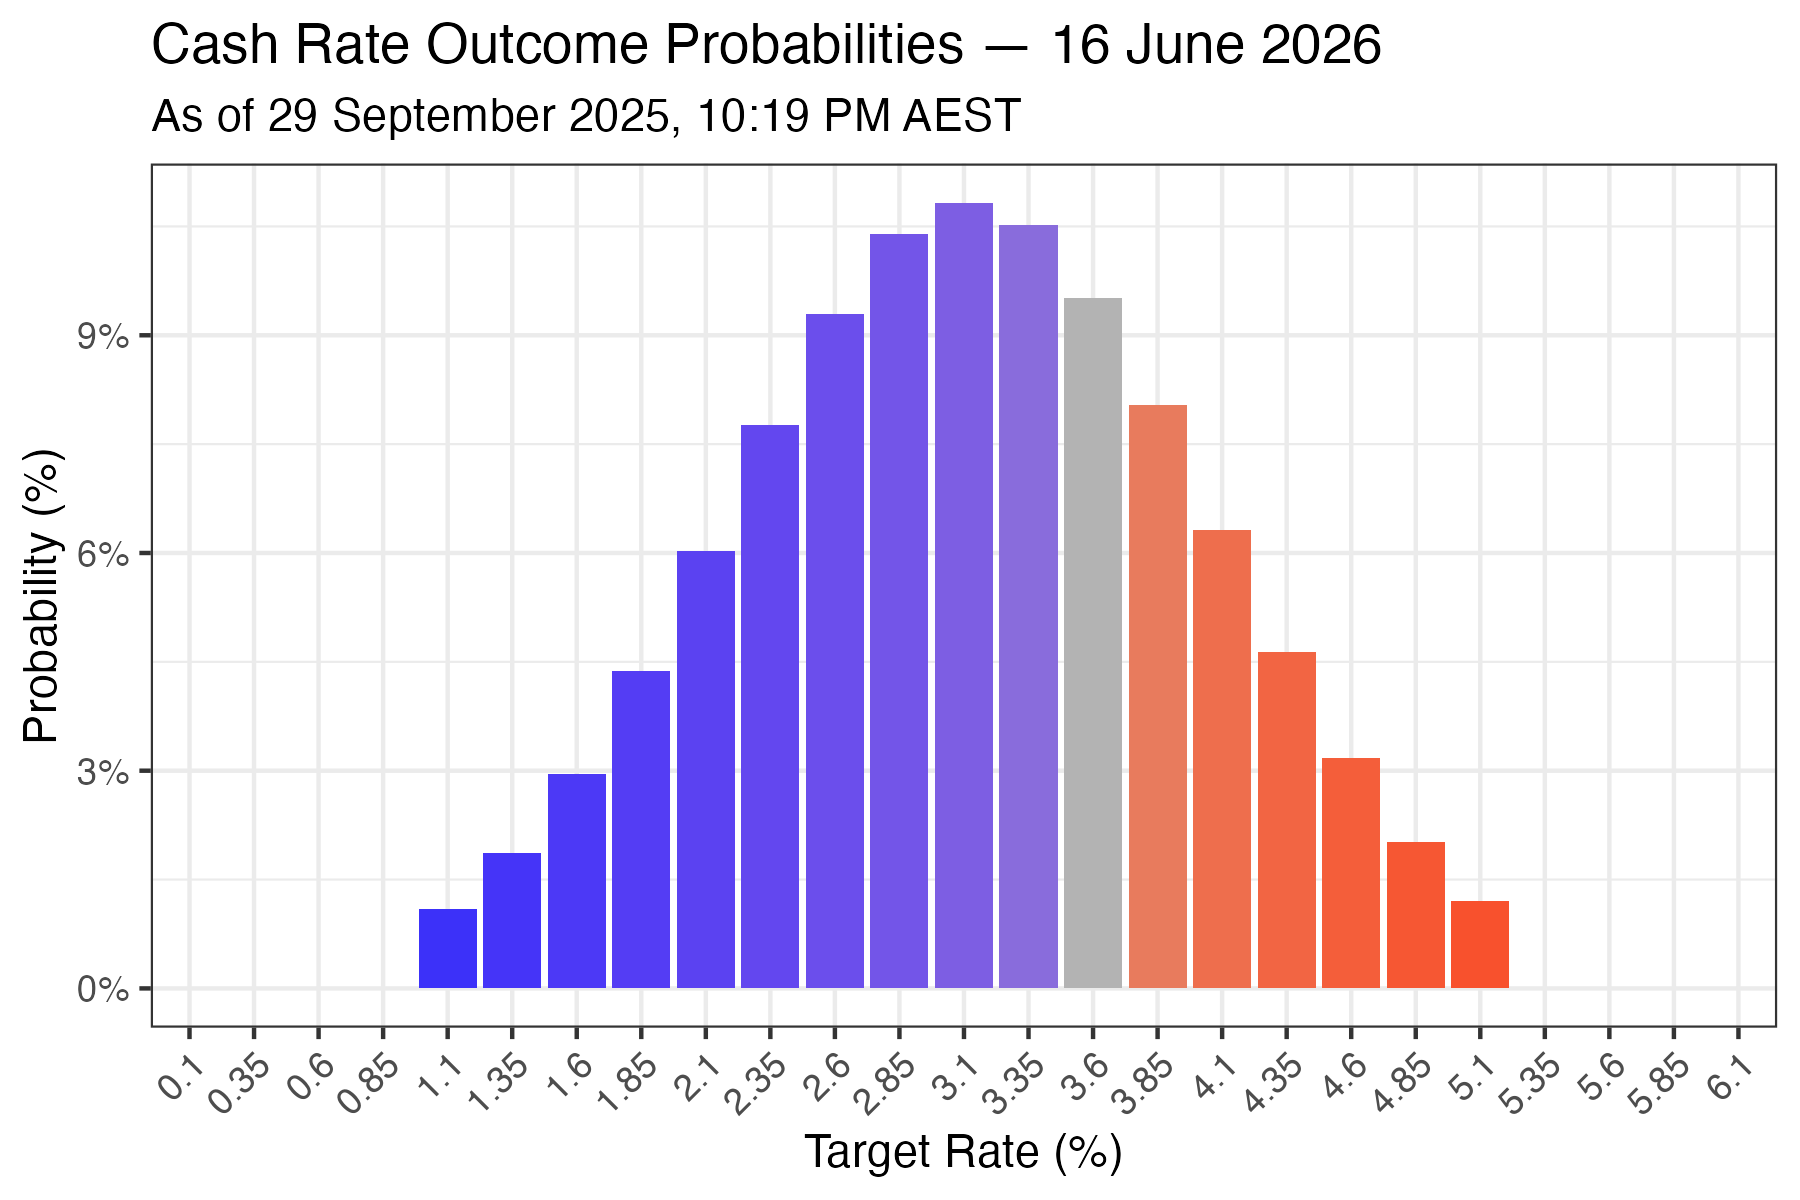 Cash Rate Outcome Probabilities — 16 June 2026
As of 29 September 2025, 10:19 PM AEST
Probability (%)
9%
6%
3%
0%
0.1 0.35 0.6 0.85 1.1 1.35 1.6 1.85 2.1 2.35 2.6 2.85 3.1 3.35 3.6 3.85 4.1 4.35 4.6 4.85 5.1 5.35 5.6 5.85 6.1
Target Rate (%)